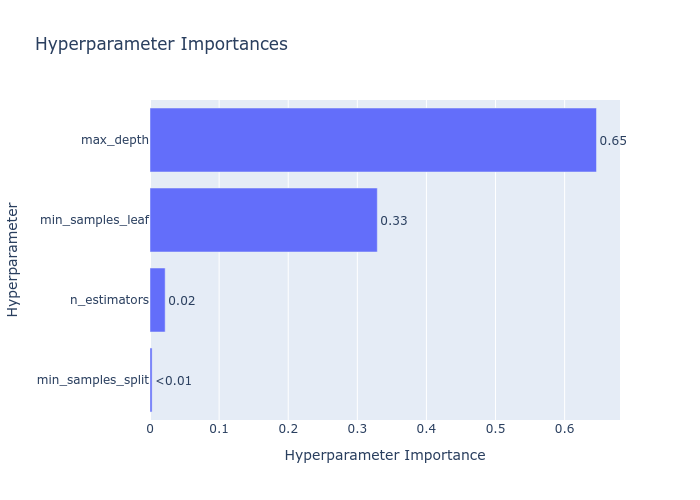 Hyperparameter Importances
Hyperparameter
max_depth 0.65
min_samples_leaf 0.33
n_estimators 0.02
min_samples_split <0.01
0 0.1 0.2 0.3 0.4 0.5 0.6
Hyperparameter Importance